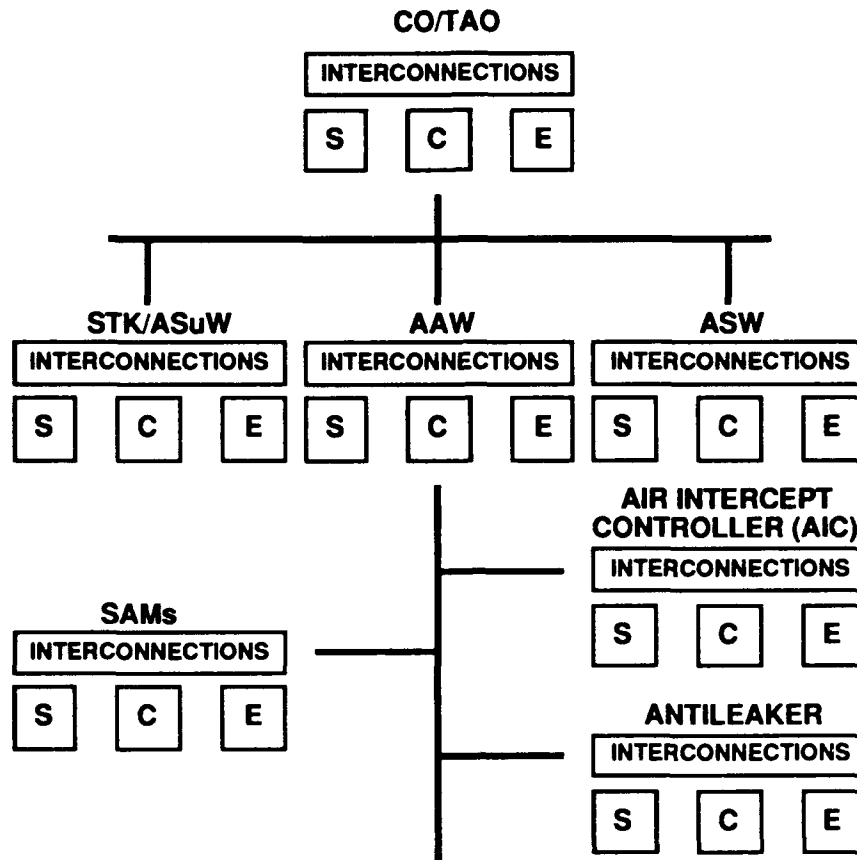 CO/TAO
INTERCONNECTIONS
S C E
STK/ASuW AAW ASW
INTERCONNECTIONS INTERCONNECTIONS INTERCONNECTIONS
S C E S C E S C E
AIR INTERCEPT
CONTROLLER (AIC)
INTERCONNECTIONS
S C E
SAMs
INTERCONNECTIONS
S C E
ANTILEAKER
INTERCONNECTIONS
S C E